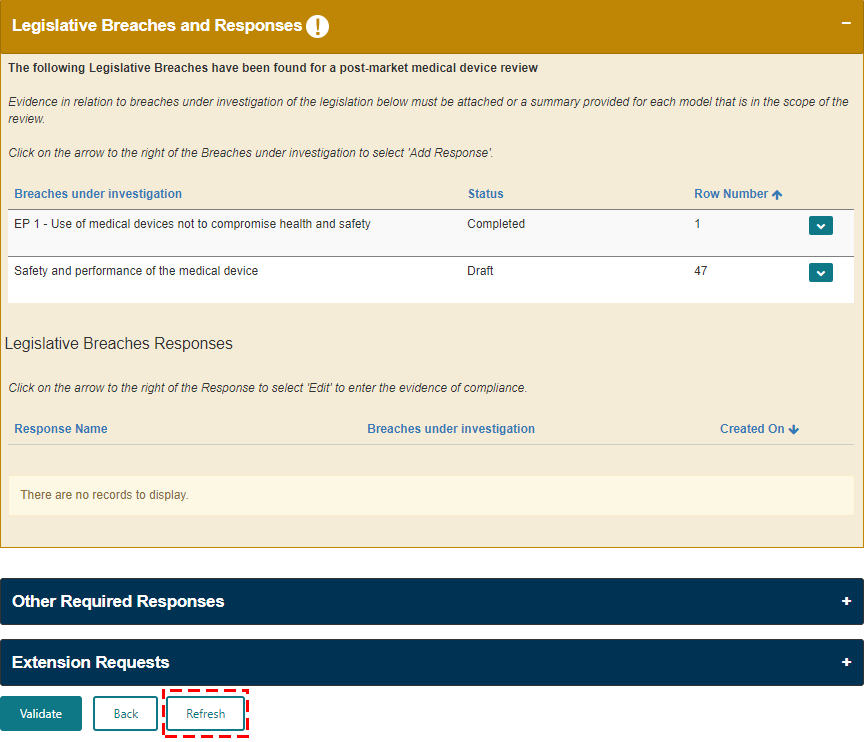 Legislative Breaches and Responses !
The following Legislative Breaches have been found for a post-market medical device review
Evidence in relation to breaches under investigation of the legislation below must be attached or a summary provided for each model that is in the scope of the
review.
Click on the arrow to the right of the Breaches under investigation to select 'Add Response'.
Breaches under investigation Status Row Number
EP 1 - Use of medical devices not to compromise health and safety Completed 1
Safety and performance of the medical device Draft 47
Legislative Breaches Responses
Click on the arrow to the right of the Response to select 'Edit' to enter the evidence of compliance.
Response Name Breaches under investigation Created On
There are no records to display.
Other Required Responses
Extension Requests
Validate Back Refresh